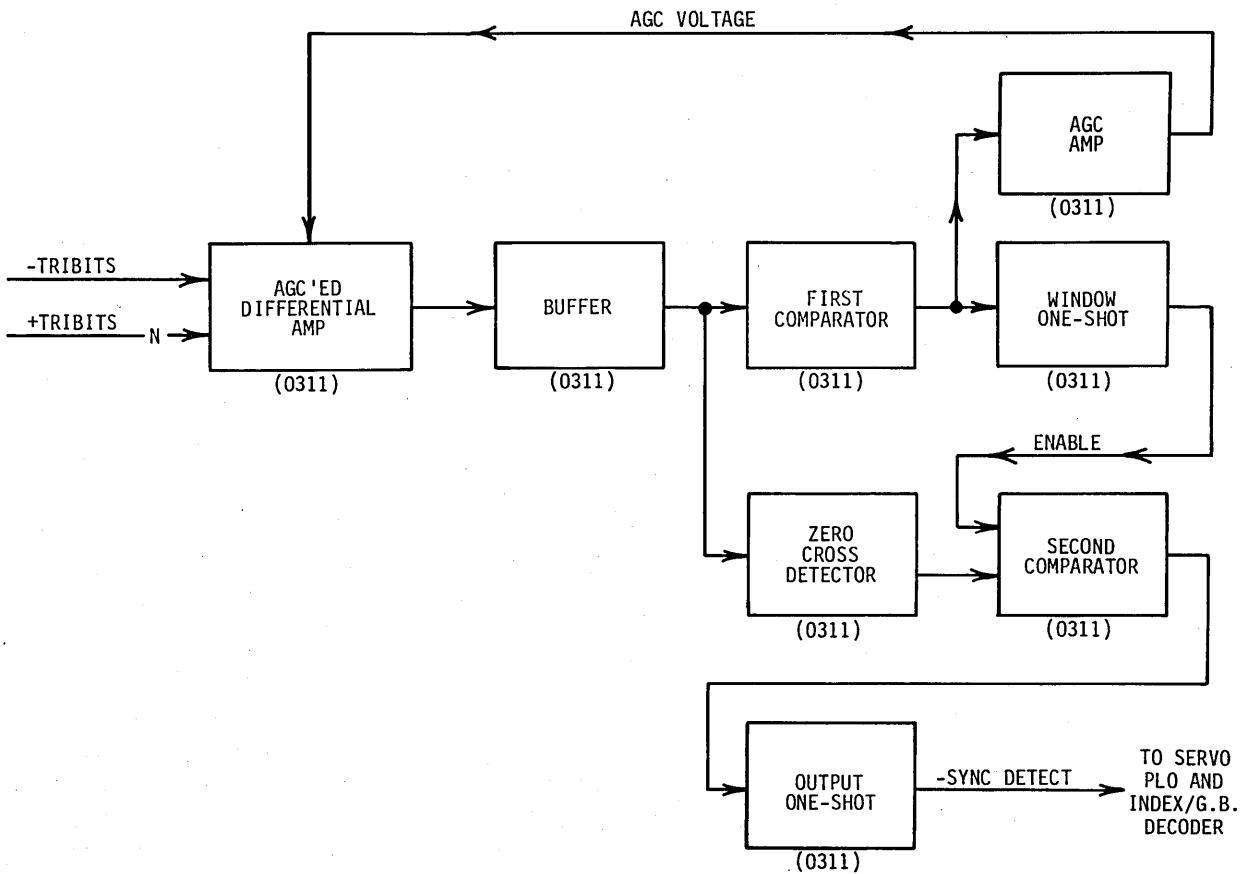 AGC VOLTAGE
AGC
AMP
(0311)
-TRIBITS
+TRIBITS
N
AGC'ED
DIFFERENTIAL
AMP
(0311)
BUFFER
(0311)
FIRST
COMPARATOR
(0311)
WINDOW
ONE-SHOT
(0311)
ENABLE
ZERO
CROSS
DETECTOR
(0311)
SECOND
COMPARATOR
(0311)
OUTPUT
ONE-SHOT
(0311)
-SYNC DETECT
TO SERVO
PLO AND
INDEX/G.B.
DECODER